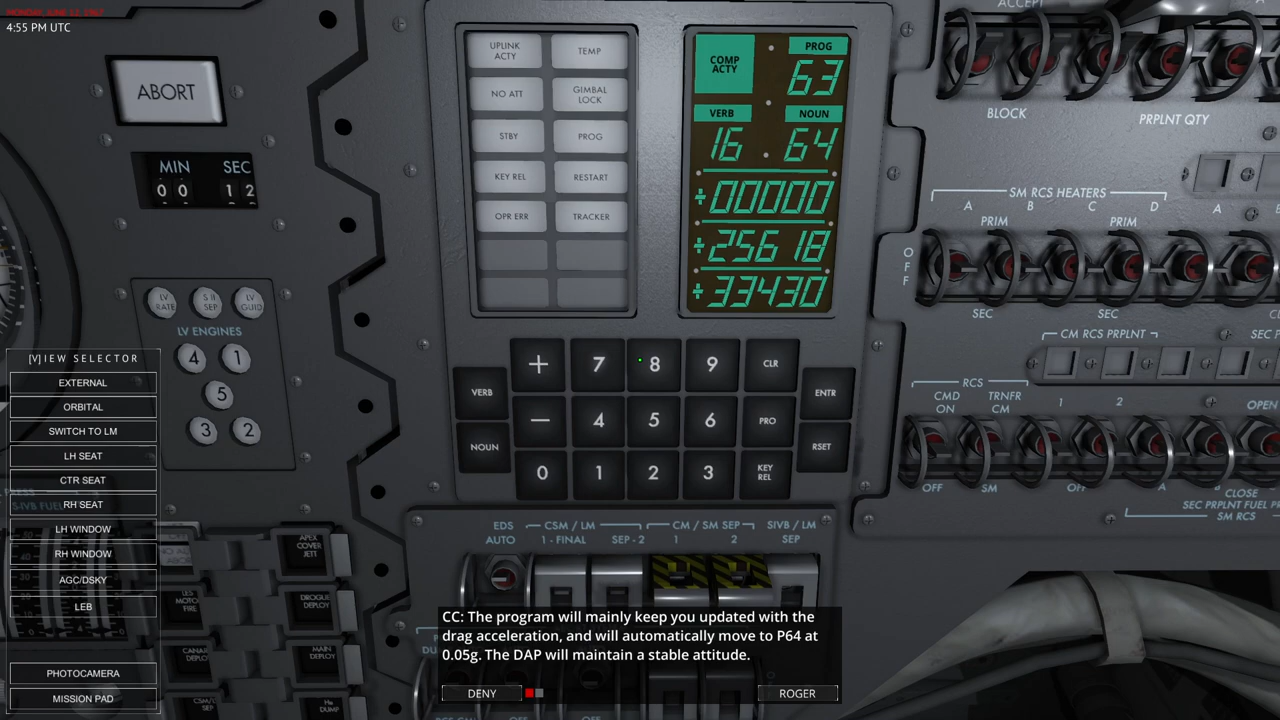 MONDAY, JUNE 12, 1967
4:55 PM UTC
ABORT
MIN SEC
0 0 1 2
LV RATE
S II SEP
LV GUID
LV ENGINES
4 1
5
3 2
[V]IEW SELECTOR
EXTERNAL
ORBITAL
SWITCH TO LM
LH SEAT
CTR SEAT
RH SEAT
LH WINDOW
RH WINDOW
AGC/DSKY
LEB
PHOTOCAMERA
MISSION PAD
APEX COVER JETT
DROGUE DEPLOY
MAIN DEPLOY
CANARD DEPLOY
UPLINK ACTY
TEMP
NO ATT
GIMBAL LOCK
STBY
PROG
KEY REL
RESTART
OPR ERR
TRACKER
COMP ACTY
PROG
63
VERB NOUN
16 64
+00000
+25618
+33430
VERB
NOUN
+ 7 8 9 CLR
− 4 5 6 PRO
0 1 2 3 KEY REL
ENTR
RSET
EDS AUTO
CSM / LM
1 - FINAL SEP - 2
CM / SM SEP
1 2
SIVB / LM SEP
CC: The program will mainly keep you updated with the
drag acceleration, and will automatically move to P64 at
0.05g. The DAP will maintain a stable attitude.
DENY
ROGER
ACCEPT
BLOCK
PRPLNT QTY
SM RCS HEATERS
A B C D
PRIM PRIM
OFF
SEC SEC
A
CM RCS PRPLNT
1 2
RCS
CMD ON
TRNFR CM
OFF SM OFF
OPEN
A
CLOSE
SEC PRPLNT FUEL
SM RCS